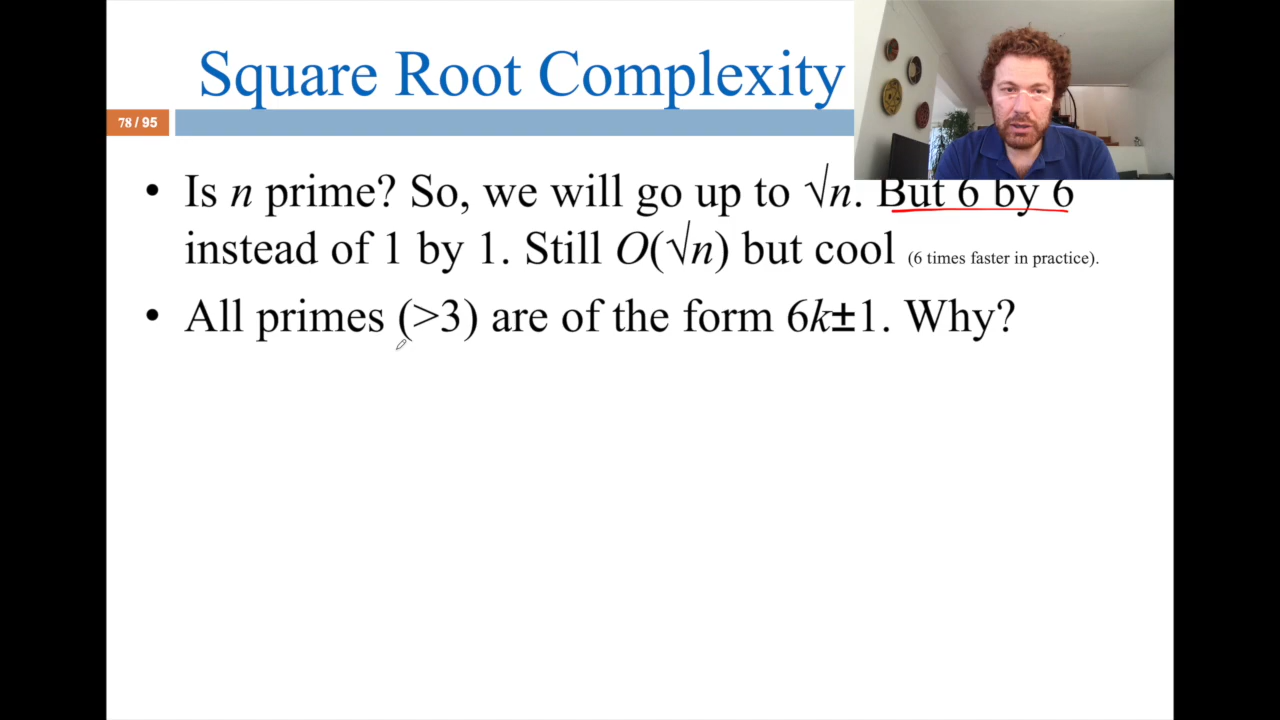 Square Root Complexity
78 / 95
• Is n prime? So, we will go up to √n. But 6 by 6
instead of 1 by 1. Still O(√n) but cool (6 times faster in practice).
• All primes (>3) are of the form 6k±1. Why?